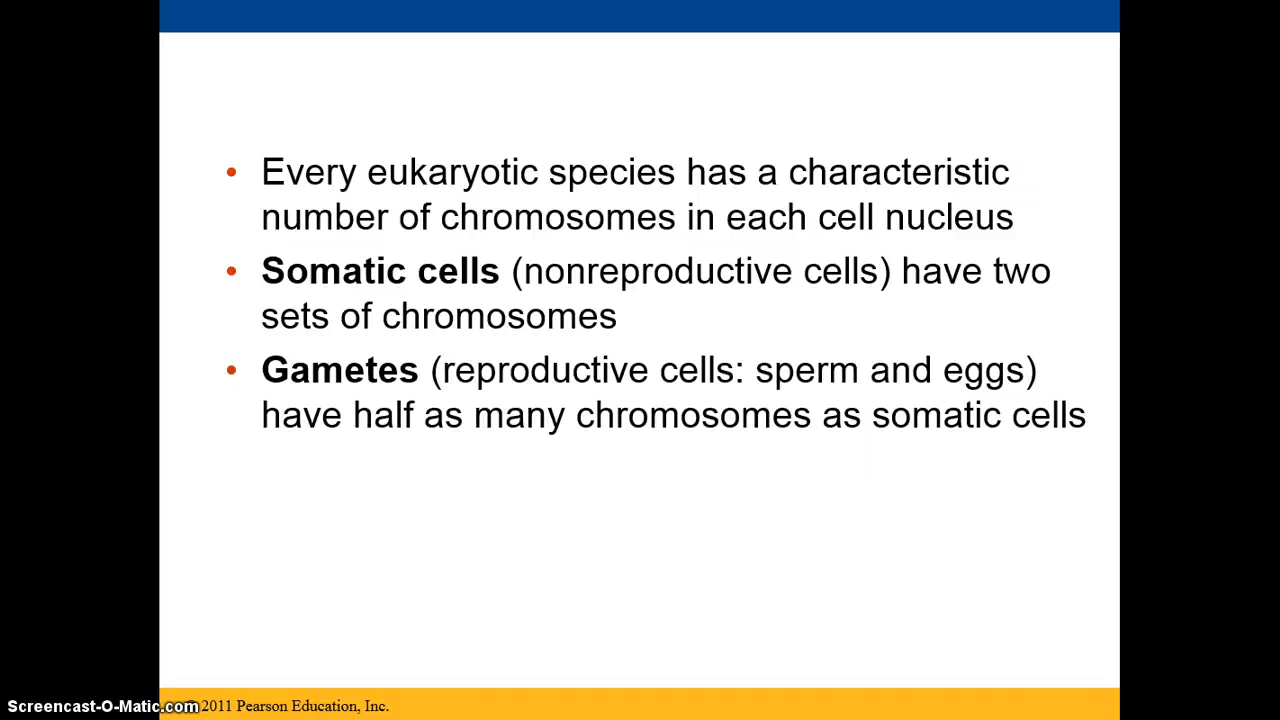 • Every eukaryotic species has a characteristic
number of chromosomes in each cell nucleus
• Somatic cells (nonreproductive cells) have two
sets of chromosomes
• Gametes (reproductive cells: sperm and eggs)
have half as many chromosomes as somatic cells
Screencast-O-Matic.com 2011 Pearson Education, Inc.